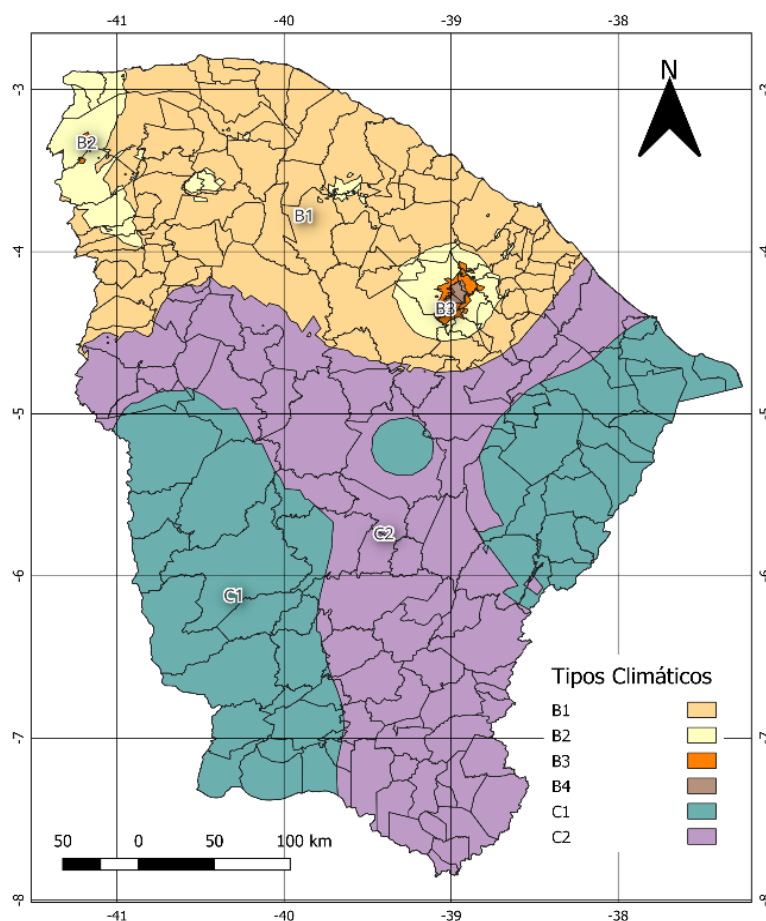 -41 -40 -39 -38
N
-3 -3
B2
B1
-4 -4
B3
-5 -5
C2
-6 -6
C1
Tipos Climáticos
B1
B2
B3
B4
C1
C2
-7 -7
50 0 50 100 km
-8 -8
-41 -40 -39 -38